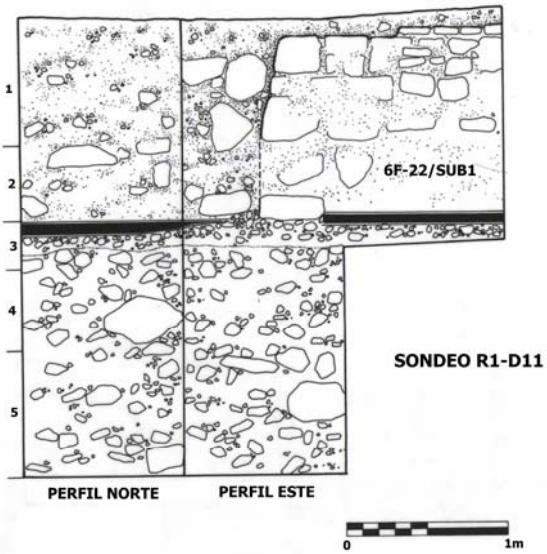 1
2
3
4
5
6F-22/SUB1
SONDEO R1-D11
PERFIL NORTE PERFIL ESTE
0 1m